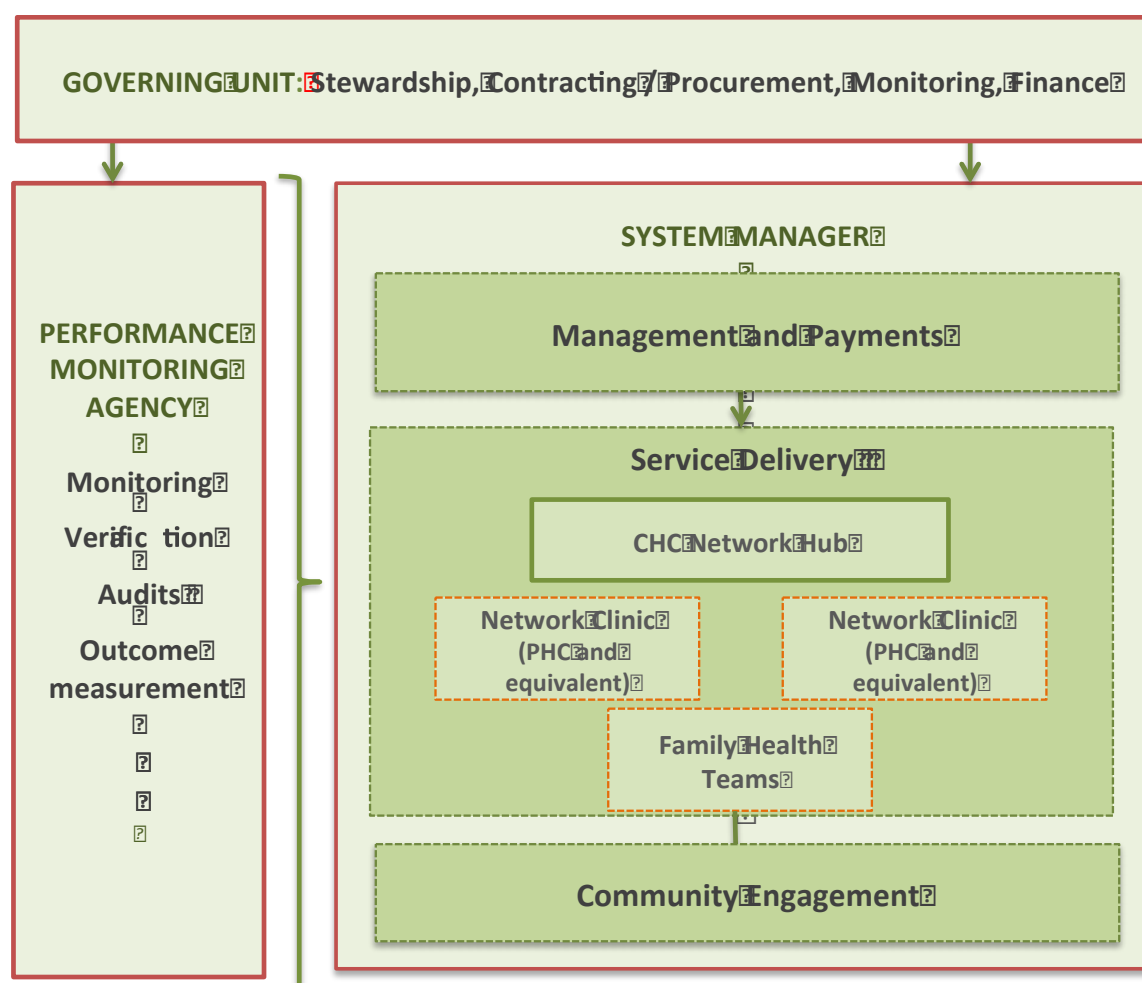 GOVERNING UNIT: Stewardship, Contracting / Procurement, Monitoring, Finance
PERFORMANCE
MONITORING
AGENCY
Monitoring
Verific tion
Audits
Outcome
measurement
SYSTEM MANAGER
Management and Payments
Service Delivery
CHC Network Hub
Network Clinic
(PHC and
equivalent)
Network Clinic
(PHC and
equivalent)
Family Health
Teams
Community Engagement